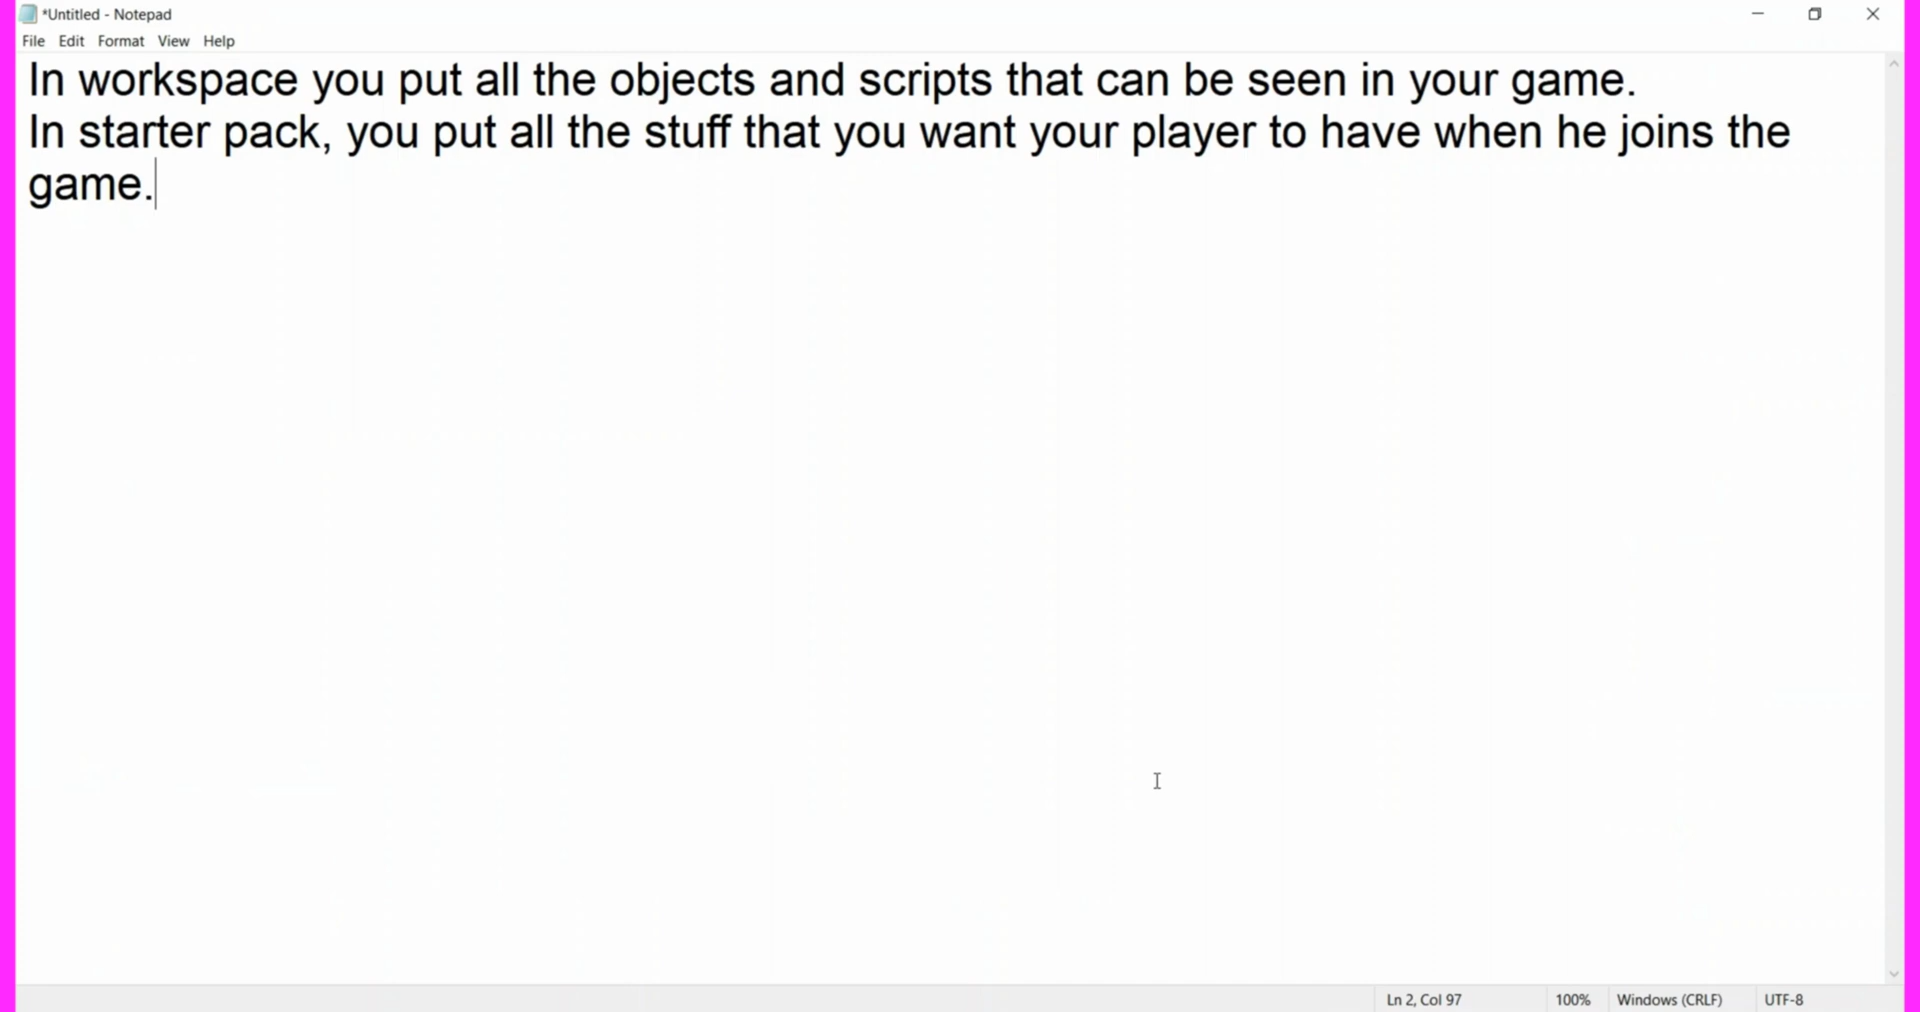 *Untitled - Notepad
File Edit Format View Help
In workspace you put all the objects and scripts that can be seen in your game.
In starter pack, you put all the stuff that you want your player to have when he joins the
game.
Ln 2, Col 97 100% Windows (CRLF) UTF-8